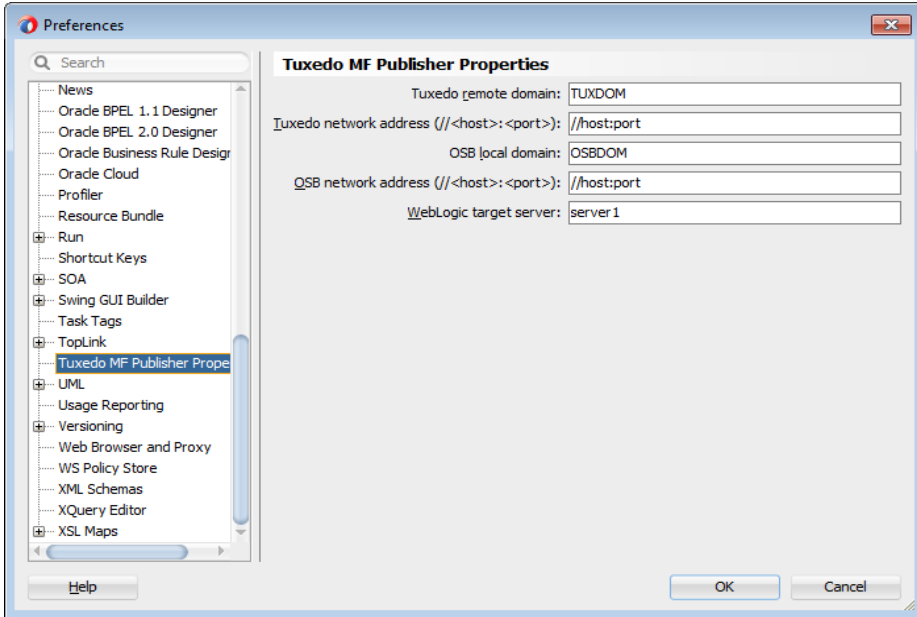 Preferences
Search
News
Oracle BPEL 1.1 Designer
Oracle BPEL 2.0 Designer
Oracle Business Rule Desigr
Oracle Cloud
Profiler
Resource Bundle
Run
Shortcut Keys
SOA
Swing GUI Builder
Task Tags
TopLink
Tuxedo MF Publisher Prope
UML
Usage Reporting
Versioning
Web Browser and Proxy
WS Policy Store
XML Schemas
XQuery Editor
XSL Maps
Tuxedo MF Publisher Properties
Tuxedo remote domain: TUXDOM
Tuxedo network address (//<host>:<port>): //host:port
OSB local domain: OSBDOM
OSB network address (//<host>:<port>): //host:port
WebLogic target server: server1
Help
OK
Cancel